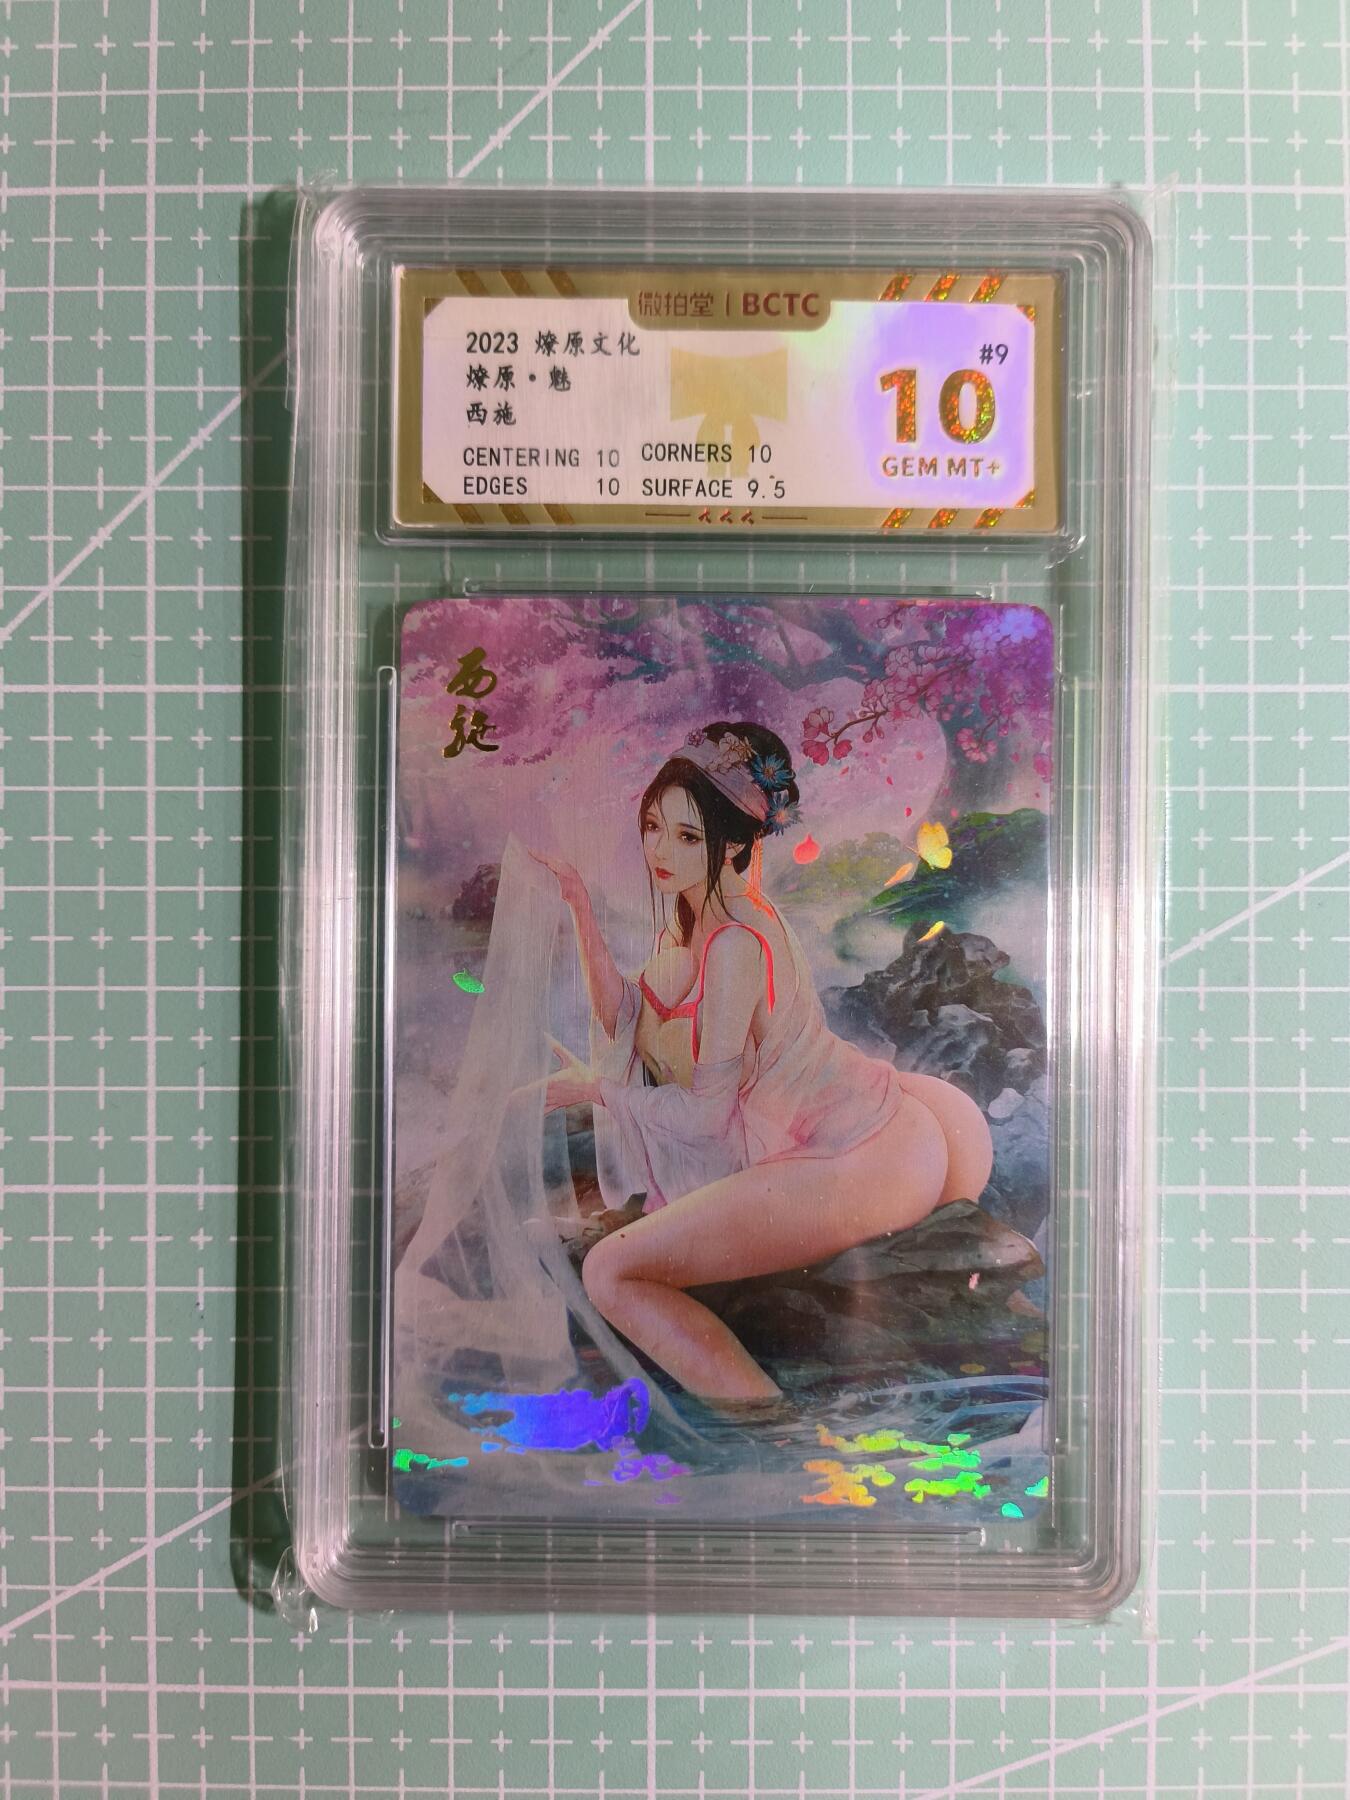 微拍堂 | BCTC
2023 燎原文化
燎原·魅
西施
#9
10
GEM MT+
CENTERING 10 CORNERS 10
EDGES 10 SURFACE 9.5
西施